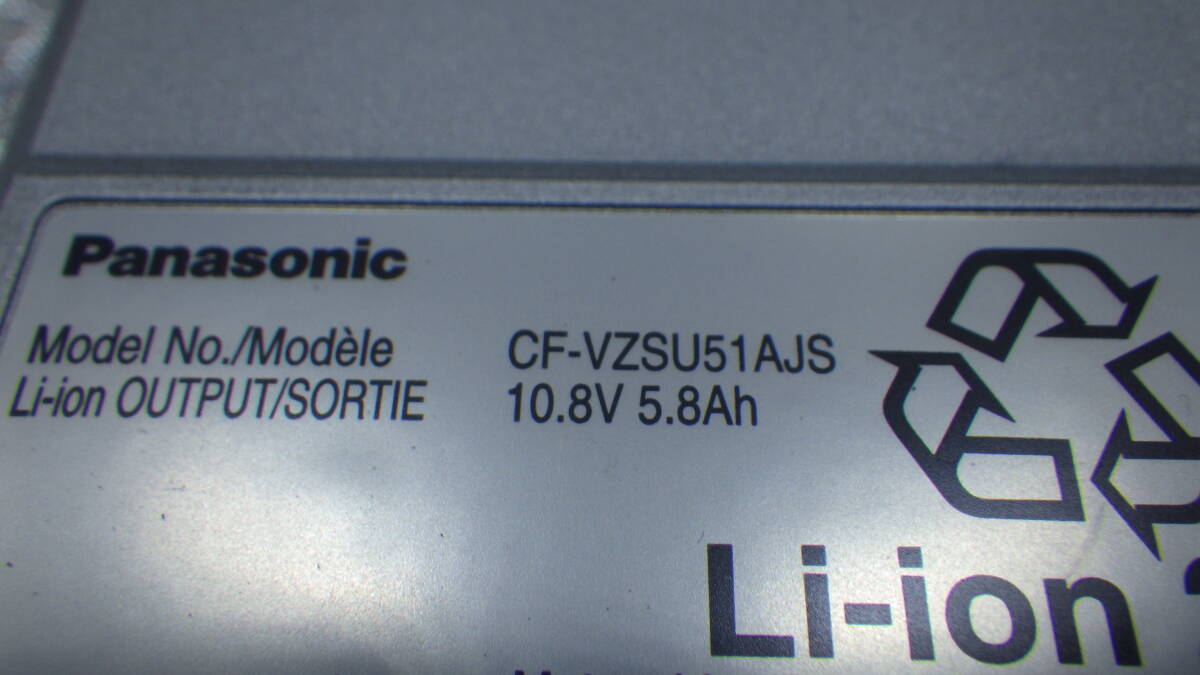 Panasonic
Model No./Modèle CF-VZSU51AJS
Li-ion OUTPUT/SORTIE 10.8V 5.8Ah
Li-ion